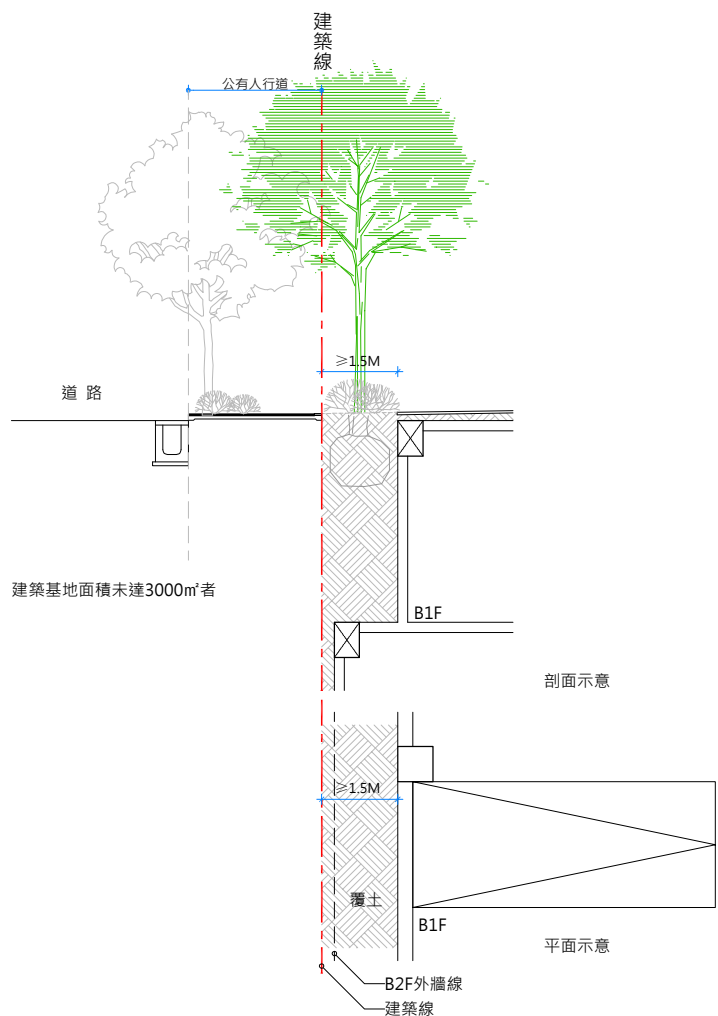 建築線
公有人行道
≥1.5M
道 路
建築基地面積未達3000㎡者
B1F
剖面示意
≥1.5M
覆土
B1F
平面示意
B2F外牆線
建築線